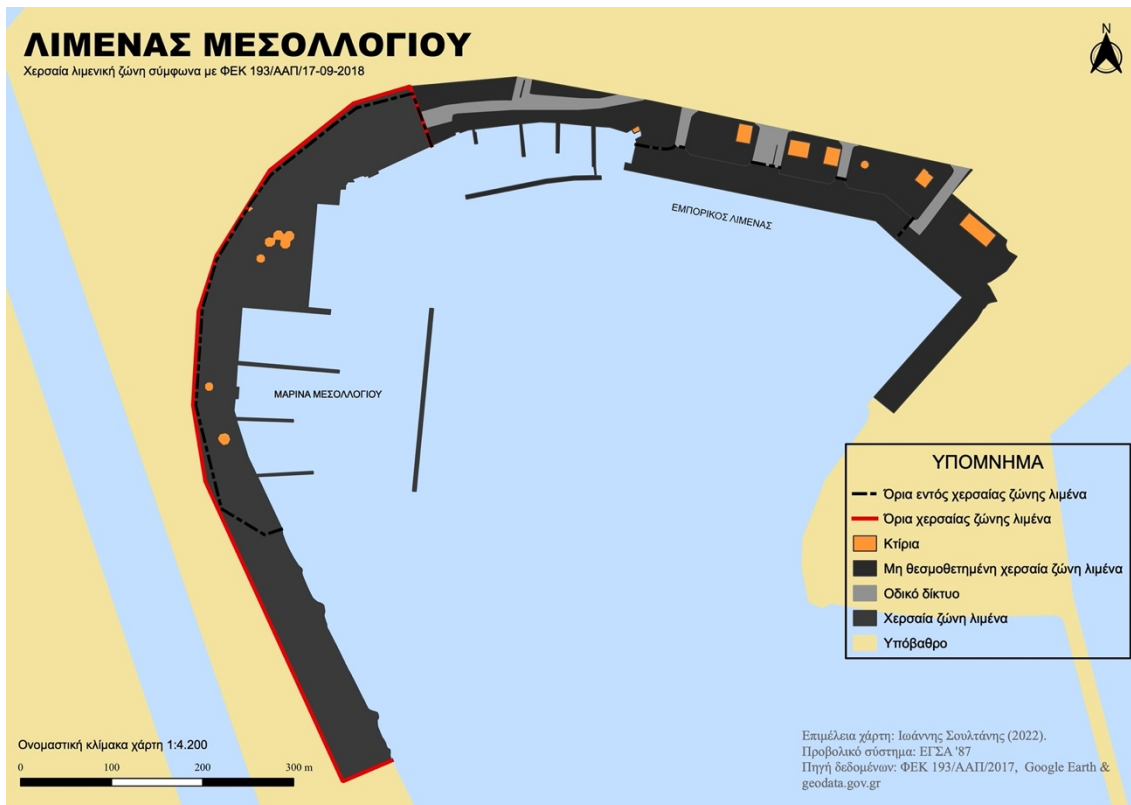 ΛΙΜΕΝΑΣ ΜΕΣΟΛΛΟΓΙΟΥ
Χερσαία λιμενική ζώνη σύμφωνα με ΦΕΚ 193/ΑΑΠ/17-09-2018
N
ΕΜΠΟΡΙΚΟΣ ΛΙΜΕΝΑΣ
ΜΑΡΙΝΑ ΜΕΣΟΛΛΟΓΙΟΥ
ΥΠΟΜΝΗΜΑ
Όρια εντός χερσαίας ζώνης λιμένα
Όρια χερσαίας ζώνης λιμένα
Κτίρια
Μη θεσμοθετημένη χερσαία ζώνη λιμένα
Οδικό δίκτυο
Χερσαία ζώνη λιμένα
Υπόβαθρο
Ονομαστική κλίμακα χάρτη 1:4.200
0 100 200 300 m
Επιμέλεια χάρτη: Ιωάννης Σουλτάνης (2022).
Προβολικό σύστημα: ΕΓΣΑ '87
Πηγή δεδομένων: ΦΕΚ 193/ΑΑΠ/2017, Google Earth &
geodata.gov.gr